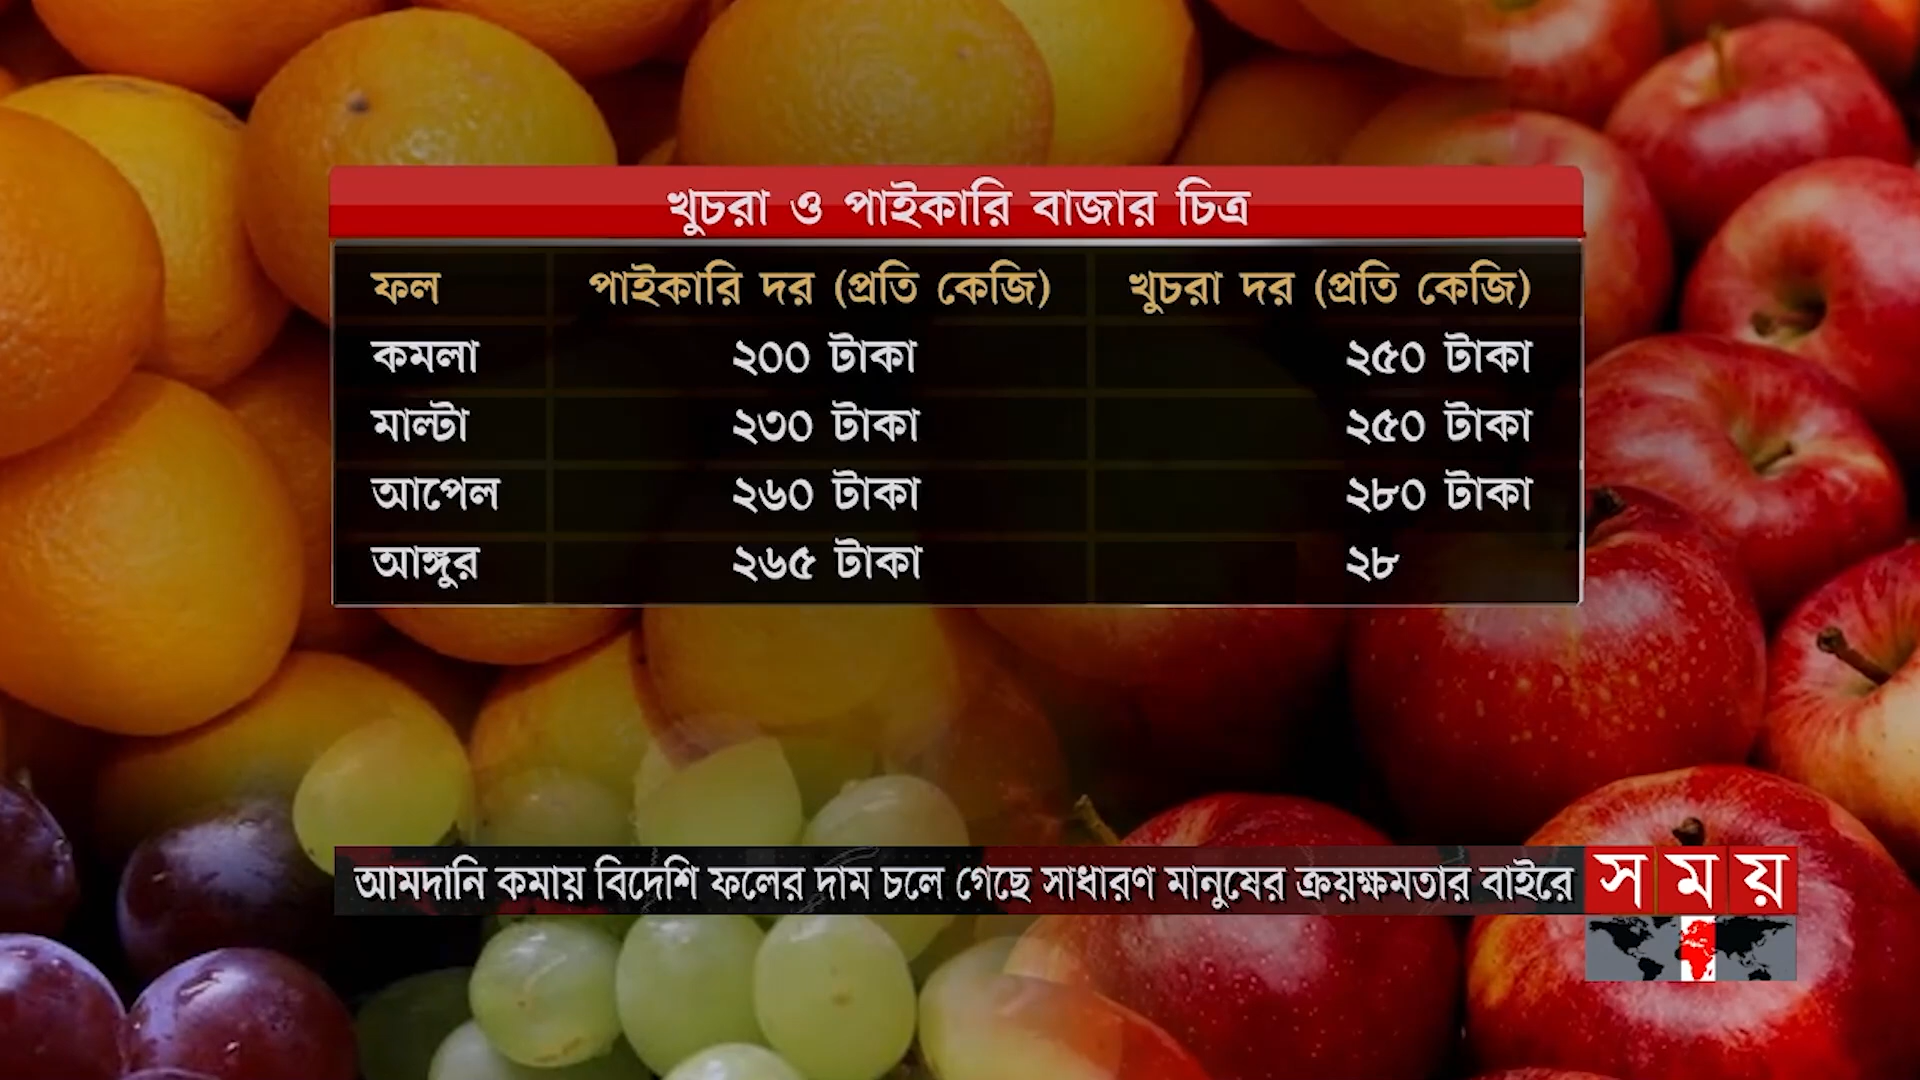 খুচরা ও পাইকারি বাজার চিত্র
ফল পাইকারি দর (প্রতি কেজি) খুচরা দর (প্রতি কেজি)
কমলা ২০০ টাকা ২৫০ টাকা
মাল্টা ২৩০ টাকা ২৫০ টাকা
আপেল ২৬০ টাকা ২৮০ টাকা
আঙ্গুর ২৬৫ টাকা ২৮
আমদানি কমায় বিদেশি ফলের দাম চলে গেছে সাধারণ মানুষের ক্রয়ক্ষমতার বাইরে
সময়